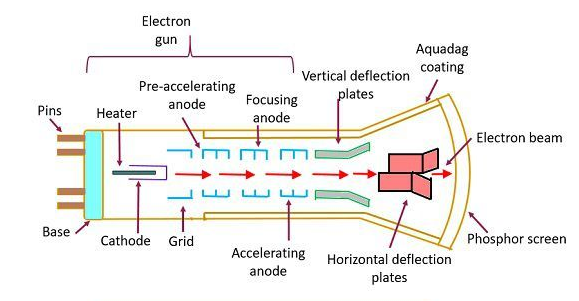 Electron
gun
Aquadag
coating
Vertical deflection
plates
Pre-accelerating
anode
Focusing
anode
Pins
Heater
Electron beam
Base
Cathode
Grid
Accelerating
anode
Horizontal deflection
plates
Phosphor screen